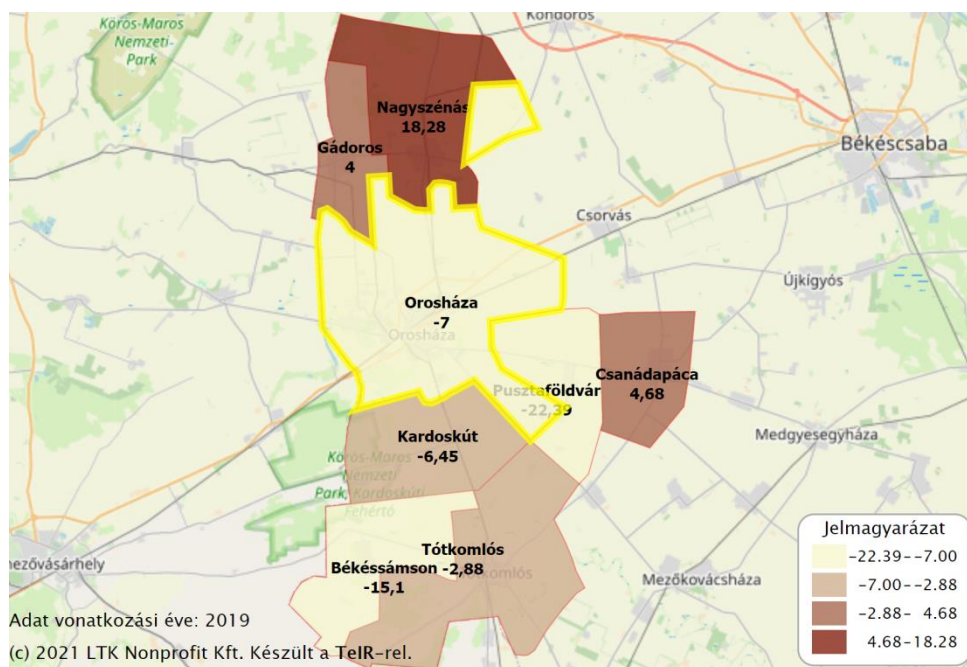 Körös-Maros
Nemzeti-
Park
Kondoros
Nagyszénás
18,28
Gádoros
4
Békéscsaba
Csorvás
Újkígyós
Orosháza
-7
Orosháza
Csanádapáca
4,68
Pusztaföldvár
-22,39
Kardoskút
-6,45
Körös-Maros
Nemzeti
Park, Kardoskúti
Fehértó
Medgyesegyháza
Tótkomlós
-2,88
Tótkomlós
Békéssámson
-15,1
Mezőkovácsháza
mezővásárhely
Jelmagyarázat
-22.39--7.00
-7.00--2.88
-2.88- 4.68
4.68-18.28
Adat vonatkozási éve: 2019
(c) 2021 LTK Nonprofit Kft. Készült a TeIR-rel.